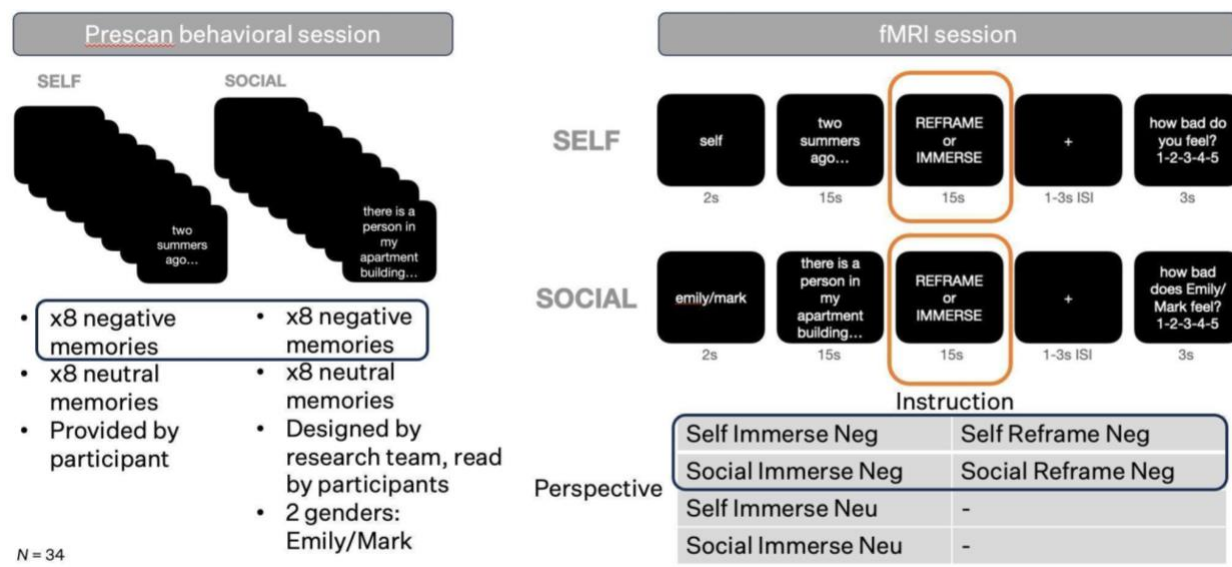 Prescan behavioral session
SELF
SOCIAL
two
summers
ago...
there is a
person in
my
apartment
building...
• x8 negative
memories
• x8 neutral
memories
• Provided by
participant
• x8 negative
memories
• x8 neutral
memories
• Designed by
research team, read
by participants
• 2 genders:
Emily/Mark
N = 34
fMRI session
SELF
self
two
summers
ago...
REFRAME
or
IMMERSE
+
how bad do
you feel?
1-2-3-4-5
2s
15s
15s
1-3s ISI
3s
SOCIAL
emily/mark
there is a
person in
my
apartment
building...
REFRAME
or
IMMERSE
+
how bad
does Emily/
Mark feel?
1-2-3-4-5
2s
15s
15s
1-3s ISI
3s
Instruction
Perspective
Self Immerse Neg
Self Reframe Neg
Social Immerse Neg
Social Reframe Neg
Self Immerse Neu
-
Social Immerse Neu
-